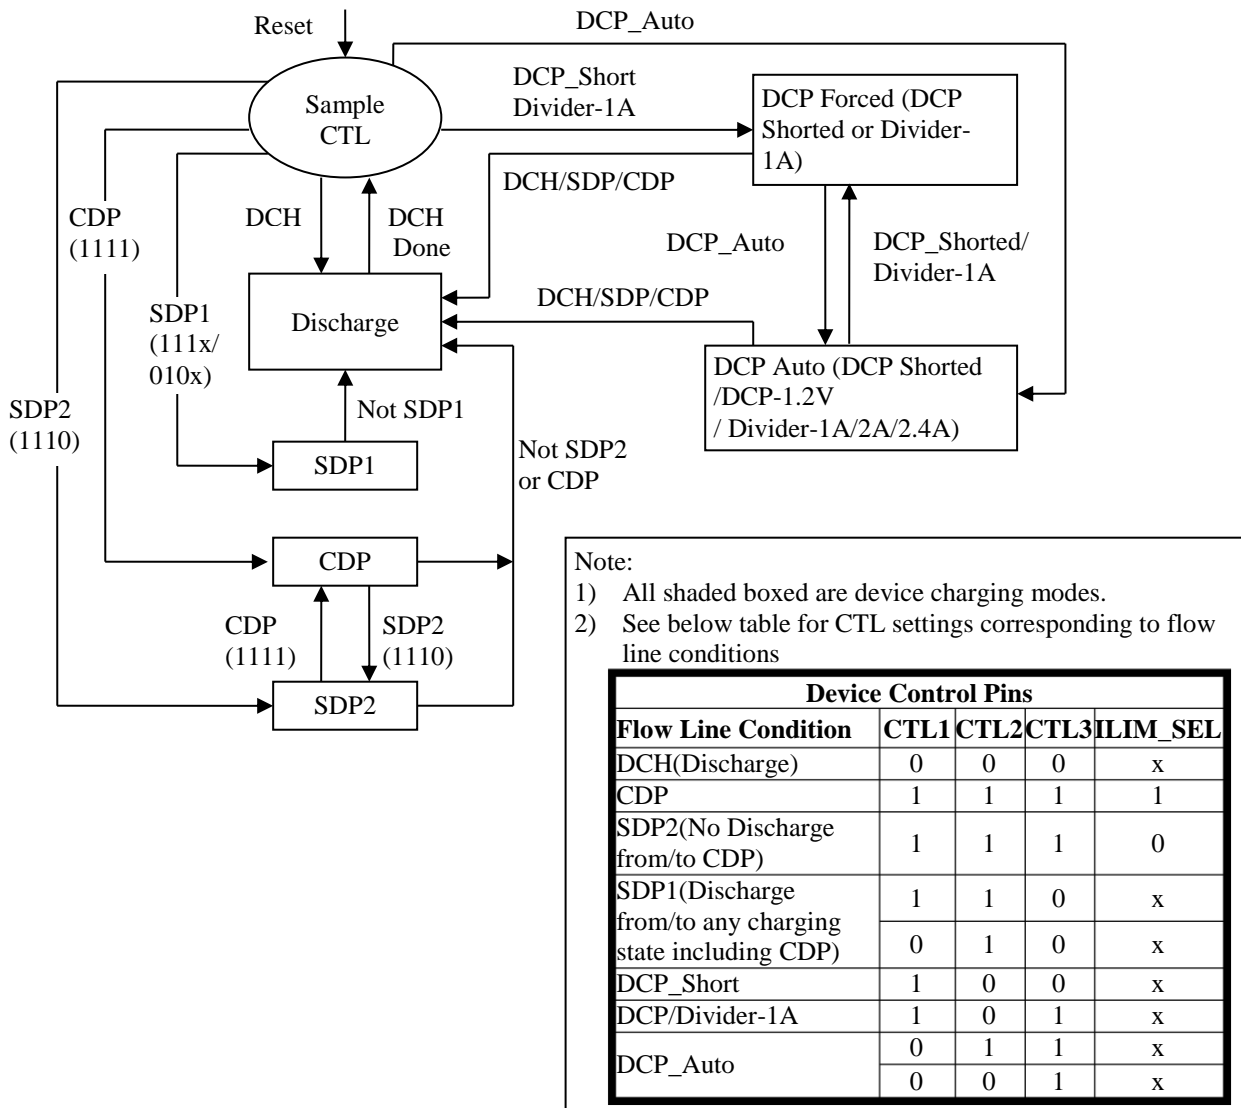 Reset
DCP_Auto
Sample
CTL
DCP_Short
Divider-1A
DCP Forced (DCP
Shorted or Divider-
1A)
CDP
(1111)
DCH
DCH
Done
DCH/SDP/CDP
DCP_Auto
DCP_Shorted/
Divider-1A
SDP1
(111x/
010x)
Discharge
DCH/SDP/CDP
DCP Auto (DCP Shorted
/DCP-1.2V
/ Divider-1A/2A/2.4A)
SDP2
(1110)
Not SDP1
Not SDP2
or CDP
SDP1
CDP
CDP
(1111)
SDP2
(1110)
SDP2
Note:
1) All shaded boxed are device charging modes.
2) See below table for CTL settings corresponding to flow
line conditions
Device Control Pins
Flow Line Condition CTL1 CTL2 CTL3 ILIM_SEL
DCH(Discharge) 0 0 0 x
CDP 1 1 1 1
SDP2(No Discharge
from/to CDP) 1 1 1 0
SDP1(Discharge
from/to any charging
state including CDP)
1 1 0 x
0 1 0 x
DCP_Short 1 0 0 x
DCP/Divider-1A 1 0 1 x
DCP_Auto
0 1 1 x
0 0 1 x